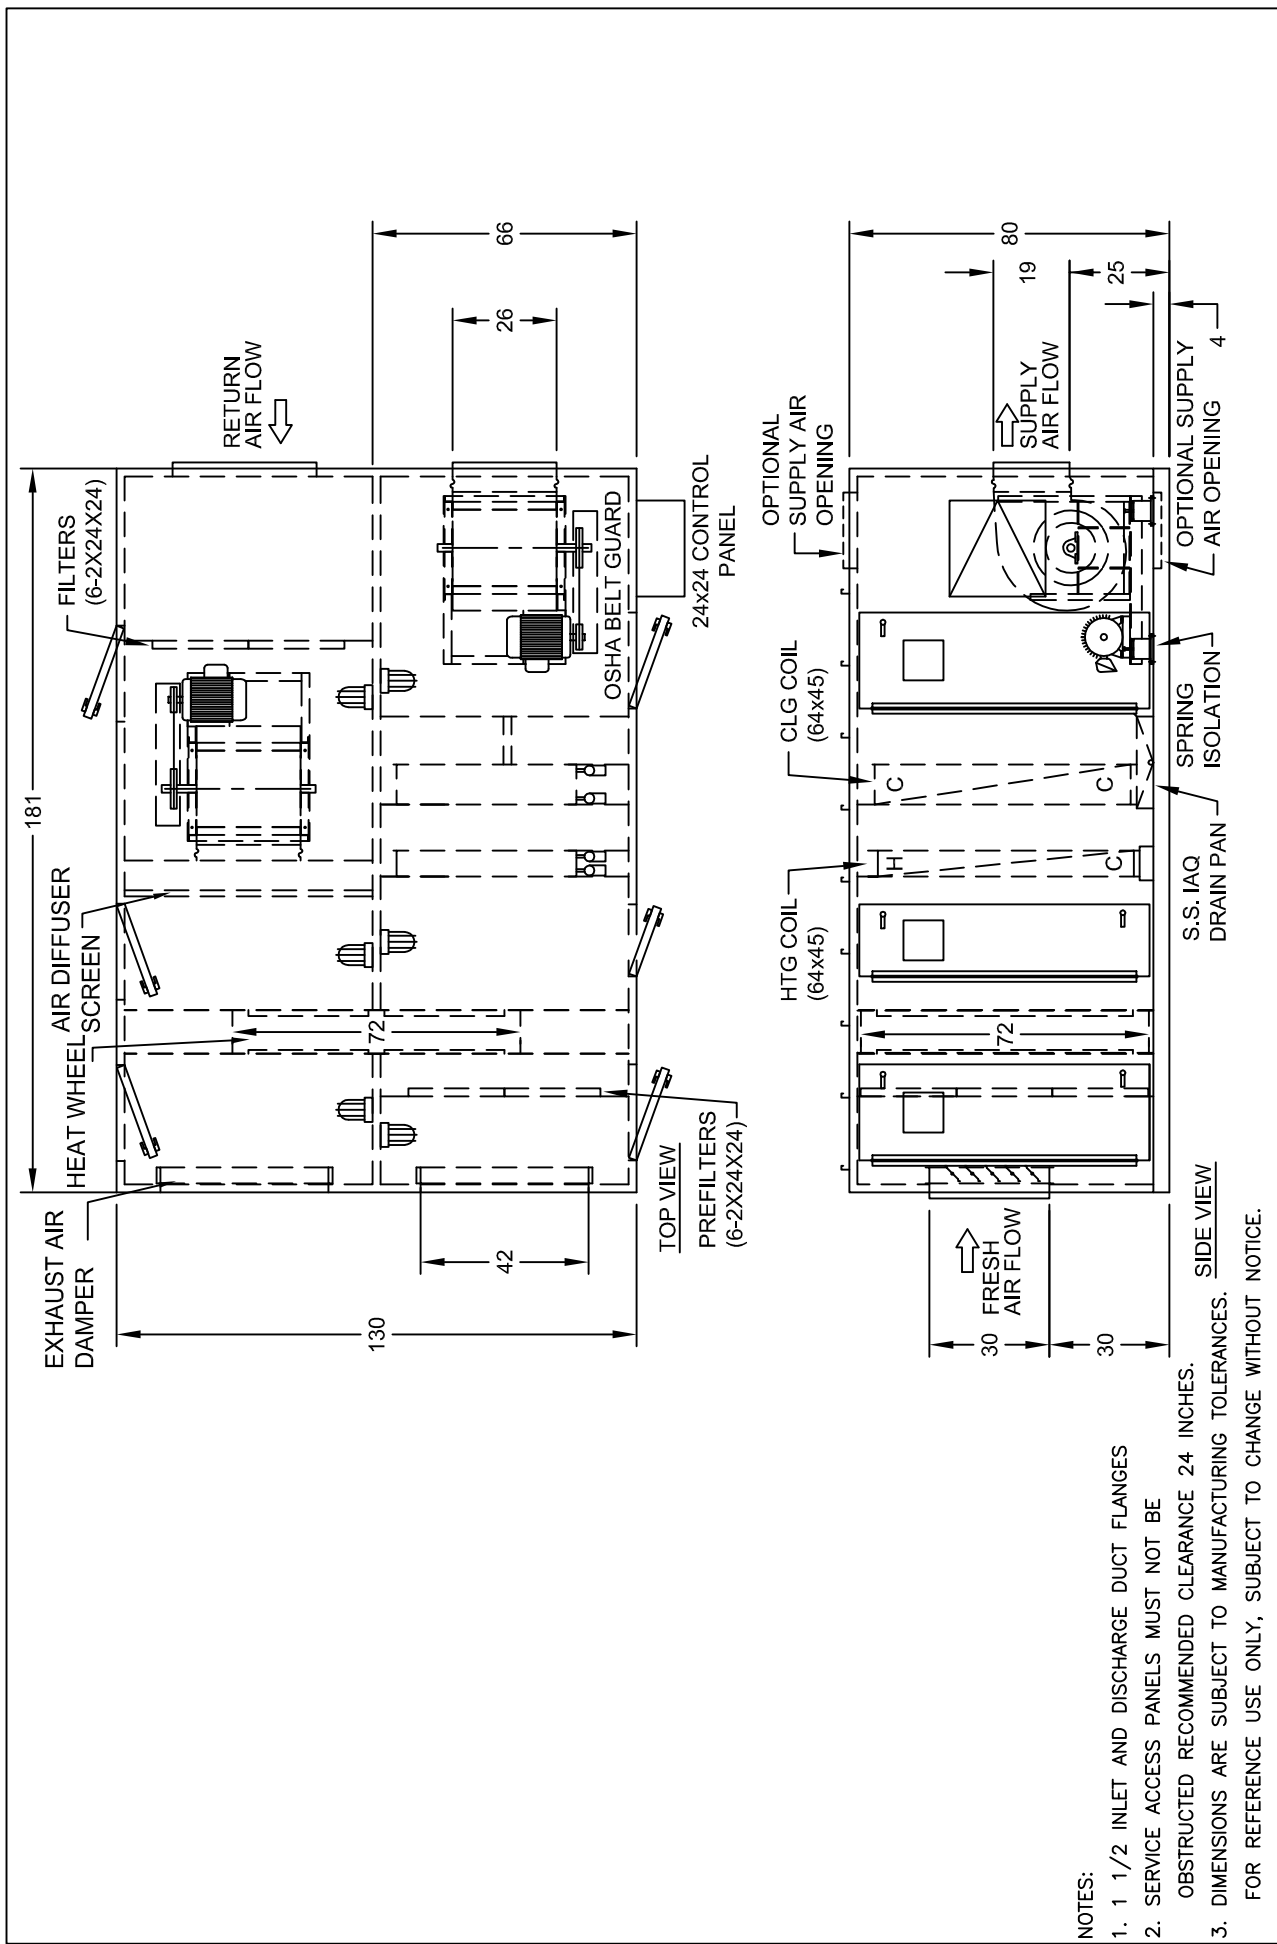 EXHAUST AIR
DAMPER
HEAT WHEEL
AIR DIFFUSER
SCREEN
FILTERS
(6-2X24X24)
RETURN
AIR FLOW
181
130
42
72
66
26
OSHA BELT GUARD
24x24 CONTROL
PANEL
TOP VIEW
PREFILTERS
(6-2X24X24)
OPTIONAL
SUPPLY AIR
OPENING
CLG COIL
(64x45)
HTG COIL
(64x45)
FRESH
AIR FLOW
30
30
72
H
C
C
C
SUPPLY
AIR FLOW
80
19
25
4
OPTIONAL SUPPLY
AIR OPENING
SPRING
ISOLATION
S.S. IAQ
DRAIN PAN
SIDE VIEW
NOTES:
1. 1 1/2 INLET AND DISCHARGE DUCT FLANGES
2. SERVICE ACCESS PANELS MUST NOT BE
OBSTRUCTED RECOMMENDED CLEARANCE 24 INCHES.
3. DIMENSIONS ARE SUBJECT TO MANUFACTURING TOLERANCES.
FOR REFERENCE USE ONLY, SUBJECT TO CHANGE WITHOUT NOTICE.